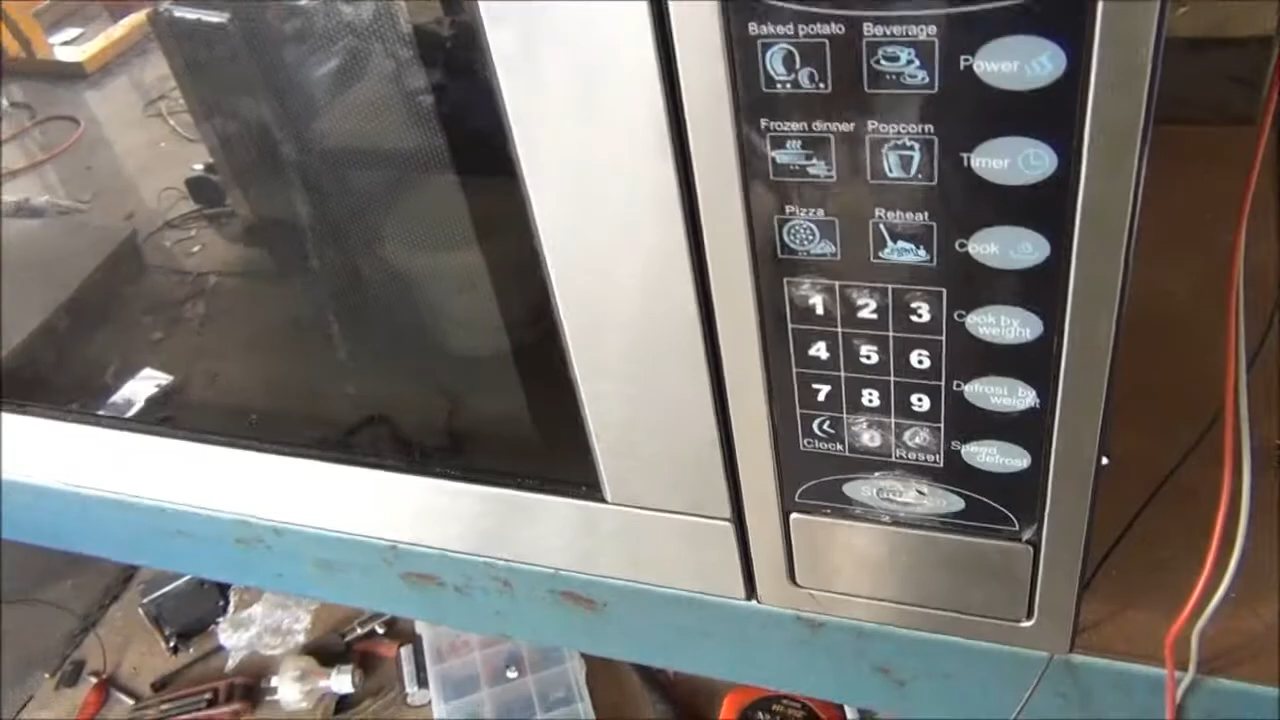 Baked potato Beverage
Power
Frozen dinner Popcorn
Timer
Pizza Reheat
Cook
1 2 3
Cook by
weight
4 5 6
7 8 9
Defrost by
weight
Clock 0 Reset
Speed
defrost